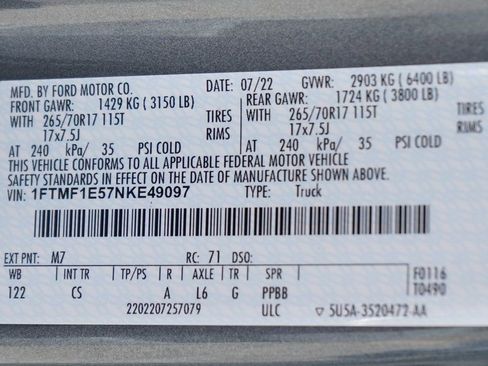 MFD. BY FORD MOTOR CO. DATE: 07/22 GVWR: 2903 KG ( 6400 LB)
FRONT GAWR: 1429 KG ( 3150 LB) REAR GAWR: 1724 KG ( 3800 LB)
WITH 265/70R17 115T TIRES WITH 265/70R17 115T TIRES
17x7.5J RIMS 17x7.5J RIMS
AT 240 kPa/ 35 PSI COLD AT 240 kPa/ 35 PSI COLD
THIS VEHICLE CONFORMS TO ALL APPLICABLE FEDERAL MOTOR VEHICLE
SAFETY STANDARDS IN EFFECT ON THE DATE OF MANUFACTURE SHOWN ABOVE.
VIN: 1FTMF1E57NKE49097 TYPE: Truck
EXT PNT: M7 RC: 71 DSO:
WB INT TR TP/PS R AXLE TR SPR F0116
122 CS A L6 G PPBB T0490
2202207257079 ULC ▽ 5U5A-3520472-AA